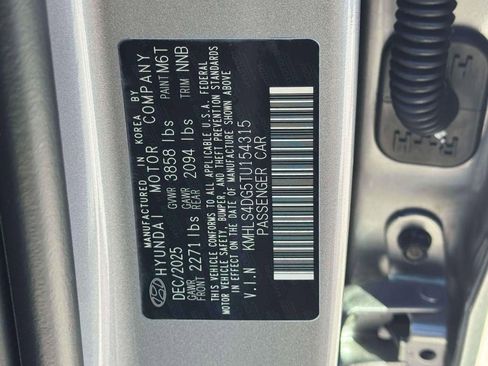 MANUFACTURED BY
HYUNDAI MOTOR COMPANY
DEC/2025 GVWR 3858 lbs PAINT M6T
GAWR FRONT 2271 lbs GAWR REAR 2094 lbs TRIM NNB
THIS VEHICLE CONFORMS TO ALL APPLICABLE U.S.A. FEDERAL
MOTOR VEHICLE SAFETY, BUMPER, AND THEFT PREVENTION STANDARDS
IN EFFECT ON THE DATE OF MANUFACTURE SHOWN ABOVE
V.I.N KMHLS4DG5TU154315
PASSENGER CAR